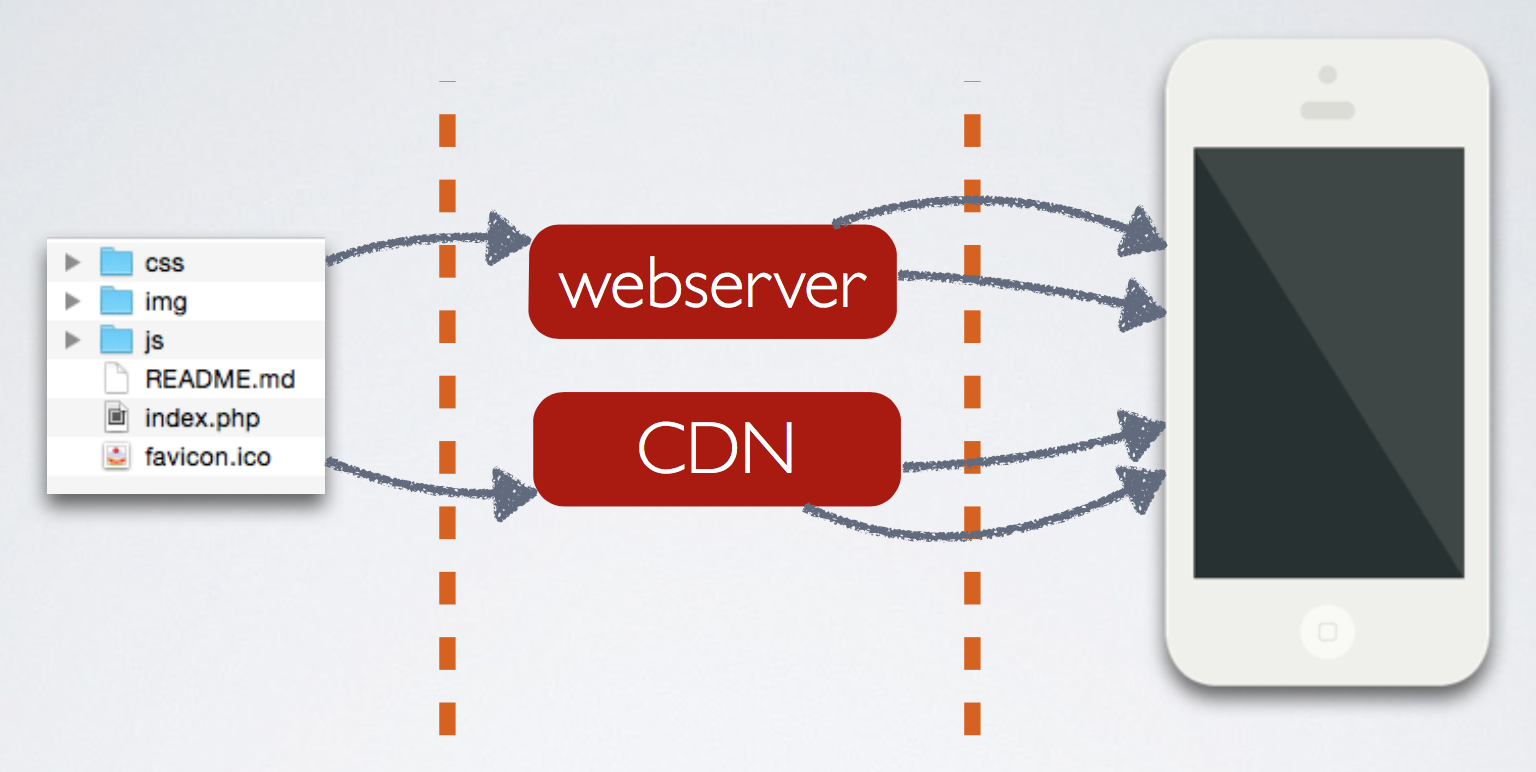 css
img
js
README.md
index.php
favicon.ico
webserver
CDN